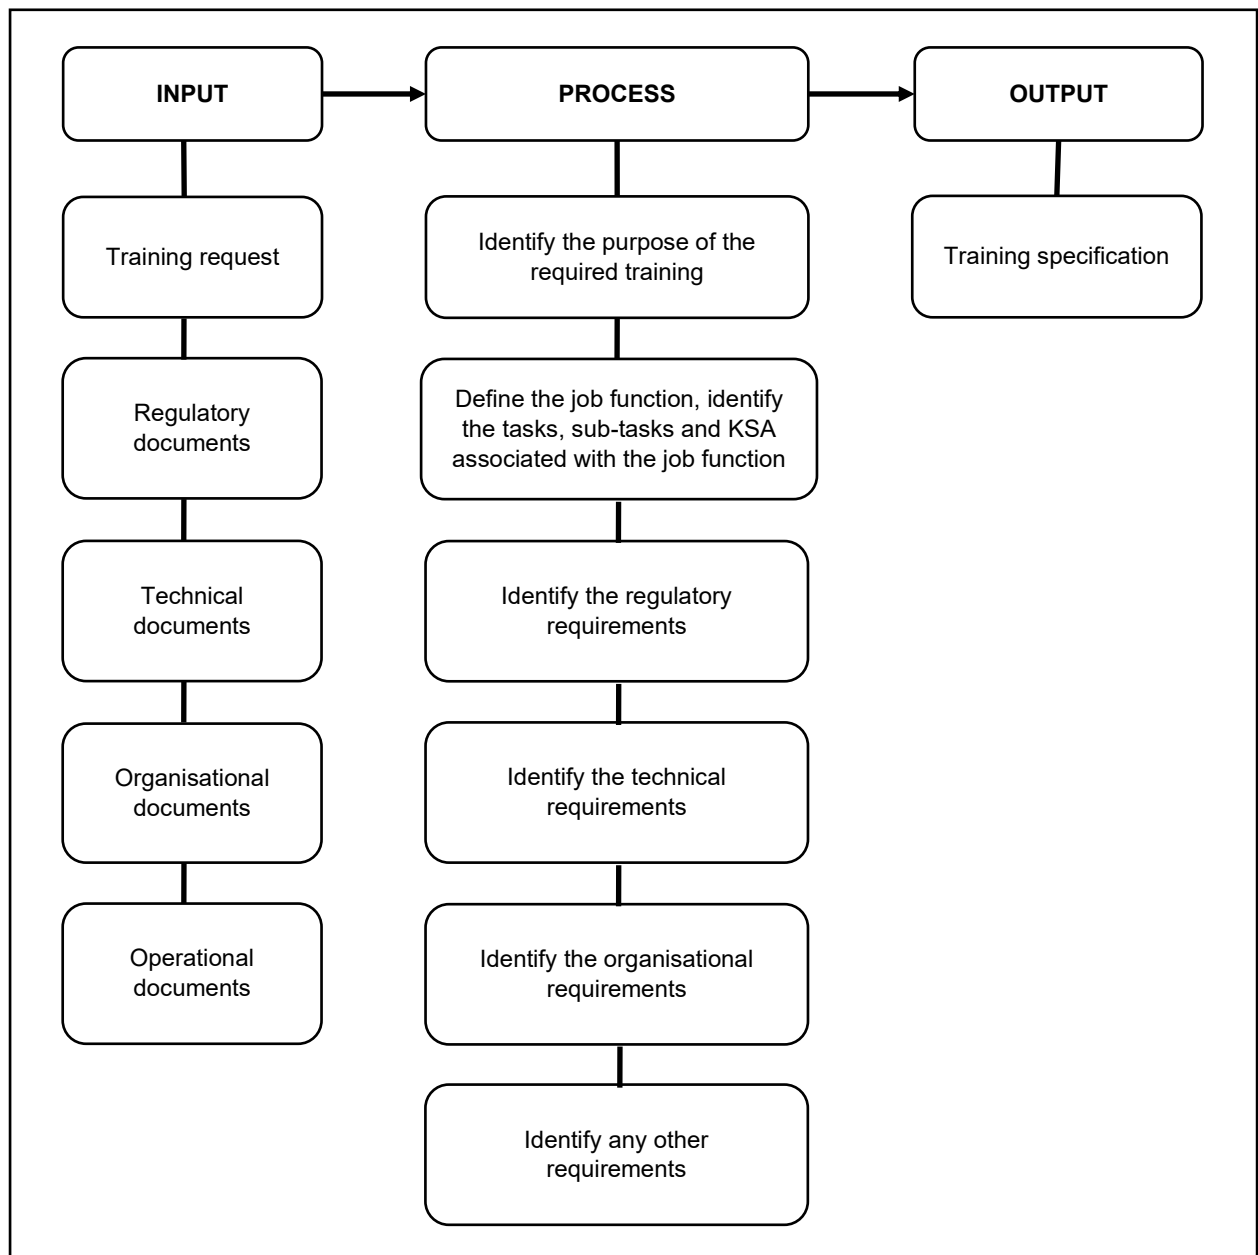 INPUT
PROCESS
OUTPUT
Training request
Regulatory
documents
Technical
documents
Organisational
documents
Operational
documents
Identify the purpose of the
required training
Define the job function, identify
the tasks, sub-tasks and KSA
associated with the job function
Identify the regulatory
requirements
Identify the technical
requirements
Identify the organisational
requirements
Identify any other
requirements
Training specification